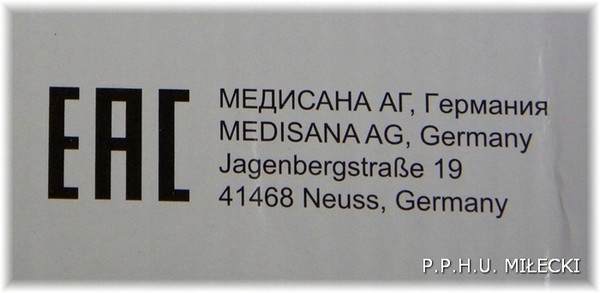 EAC
МЕДИСАНА АГ, Германия
MEDISANA AG, Germany
Jagenbergstraße 19
41468 Neuss, Germany
P.P.H.U. MIŁECKI